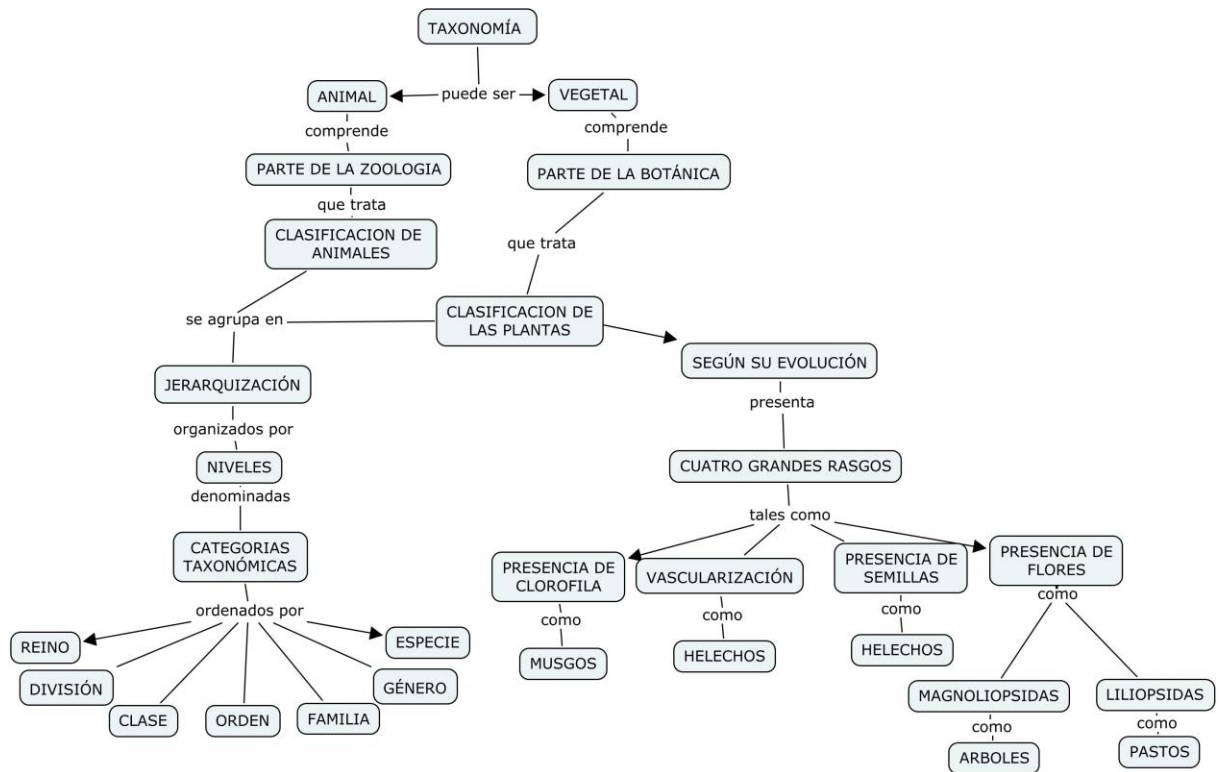 TAXONOMÍA
puede ser
ANIMAL
VEGETAL
comprende
comprende
PARTE DE LA ZOOLOGIA
PARTE DE LA BOTÁNICA
que trata
CLASIFICACION DE
ANIMALES
que trata
se agrupa en
CLASIFICACION DE
LAS PLANTAS
SEGÚN SU EVOLUCIÓN
JERARQUIZACIÓN
presenta
organizados por
NIVELES
CUATRO GRANDES RASGOS
denominadas
tales como
CATEGORIAS
TAXONÓMICAS
PRESENCIA DE
CLOROFILA
VASCULARIZACIÓN
PRESENCIA DE
SEMILLAS
PRESENCIA DE
FLORES
ordenados por
como
como
como
como
REINO
ESPECIE
MUSGOS
HELECHOS
HELECHOS
DIVISIÓN
GÉNERO
CLASE
ORDEN
FAMILIA
MAGNOLIOPSIDAS
LILIOPSIDAS
como
como
ARBOLES
PASTOS